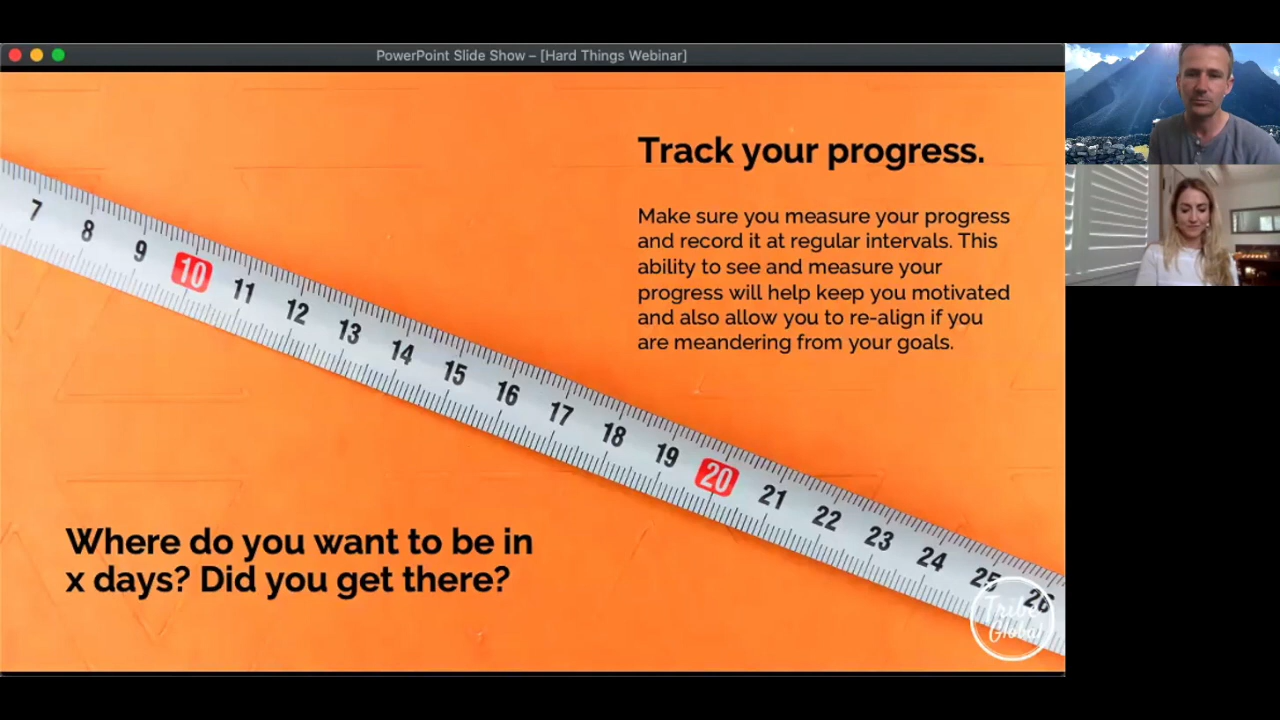 PowerPoint Slide Show – [Hard Things Webinar]
Track your progress.
Make sure you measure your progress
and record it at regular intervals. This
ability to see and measure your
progress will help keep you motivated
and also allow you to re-align if you
are meandering from your goals.
7 8 9 10 11 12 13 14 15 16 17 18 19 20 21 22 23 24 25 26
Where do you want to be in
x days? Did you get there?
Tribe
Global